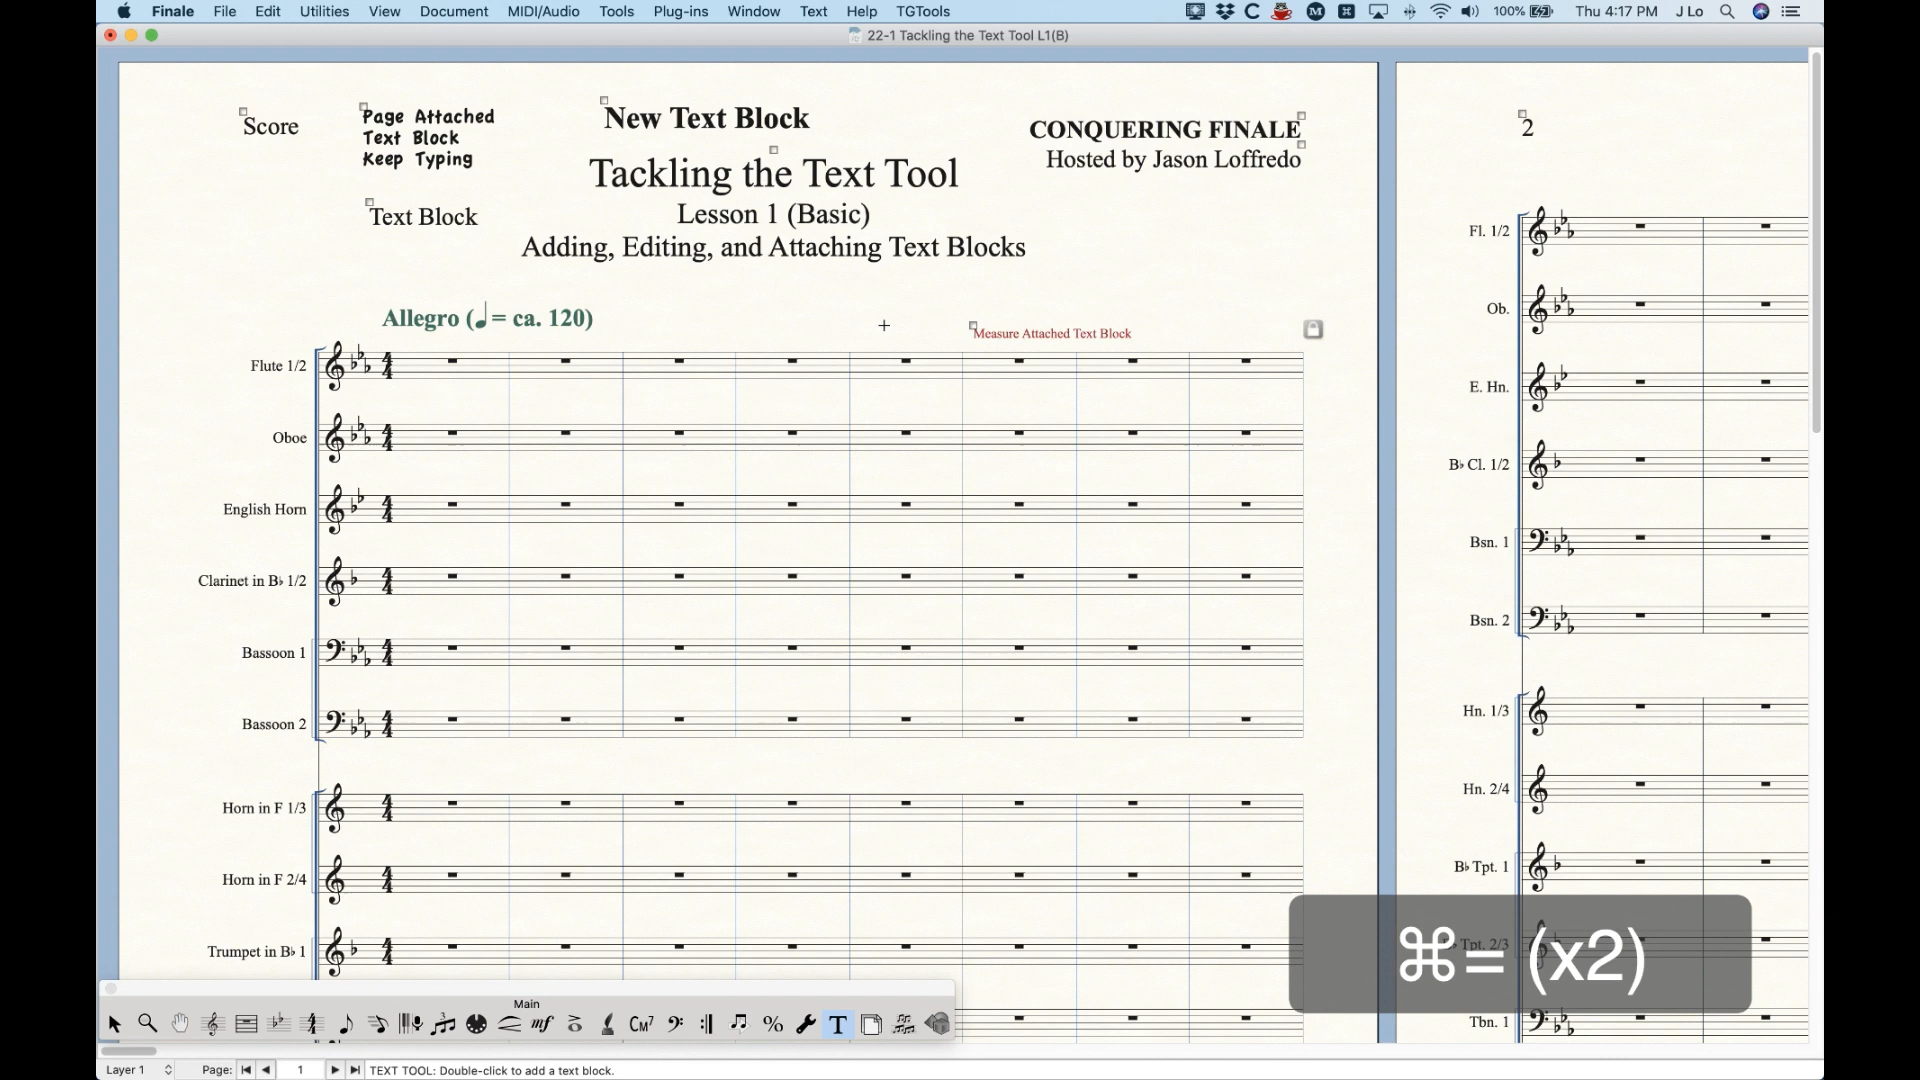 Finale File Edit Utilities View Document MIDI/Audio Tools Plug-ins Window Text Help TGTools
100% Thu 4:17 PM J Lo
22-1 Tackling the Text Tool L1(B)
Score
Page Attached
Text Block
Keep Typing
New Text Block
CONQUERING FINALE
Hosted by Jason Loffredo
Tackling the Text Tool
Lesson 1 (Basic)
Adding, Editing, and Attaching Text Blocks
Text Block
Allegro (♩= ca. 120)
Measure Attached Text Block
Flute 1/2
Oboe
English Horn
Clarinet in B♭ 1/2
Bassoon 1
Bassoon 2
Horn in F 1/3
Horn in F 2/4
Trumpet in B♭ 1
2
Fl. 1/2
Ob.
E. Hn.
B♭ Cl. 1/2
Bsn. 1
Bsn. 2
Hn. 1/3
Hn. 2/4
B♭ Tpt. 1
Tpt. 2/3
Tbn. 1
⌘= (x2)
Main
mf CM7 % T
Layer 1 Page: 1 TEXT TOOL: Double-click to add a text block.